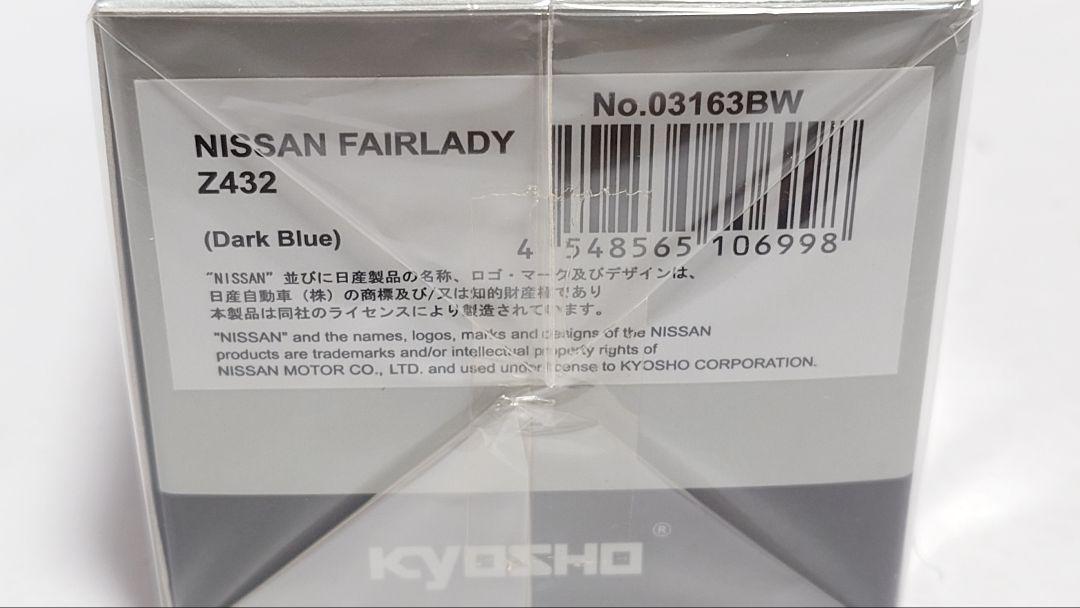 No.03163BW
NISSAN FAIRLADY
Z432
(Dark Blue)
4 548565 106998
"NISSAN" 並びに日産製品の名称、ロゴ・マーク及びデザインは、
日産自動車（株）の商標及び/又は知的財産権であり
本製品は同社のライセンスにより製造されています。
"NISSAN" and the names, logos, marks and designs of the NISSAN
products are trademarks and/or intellectual property rights of
NISSAN MOTOR CO., LTD. and used under license to KYOSHO CORPORATION.
KYOSHO ®